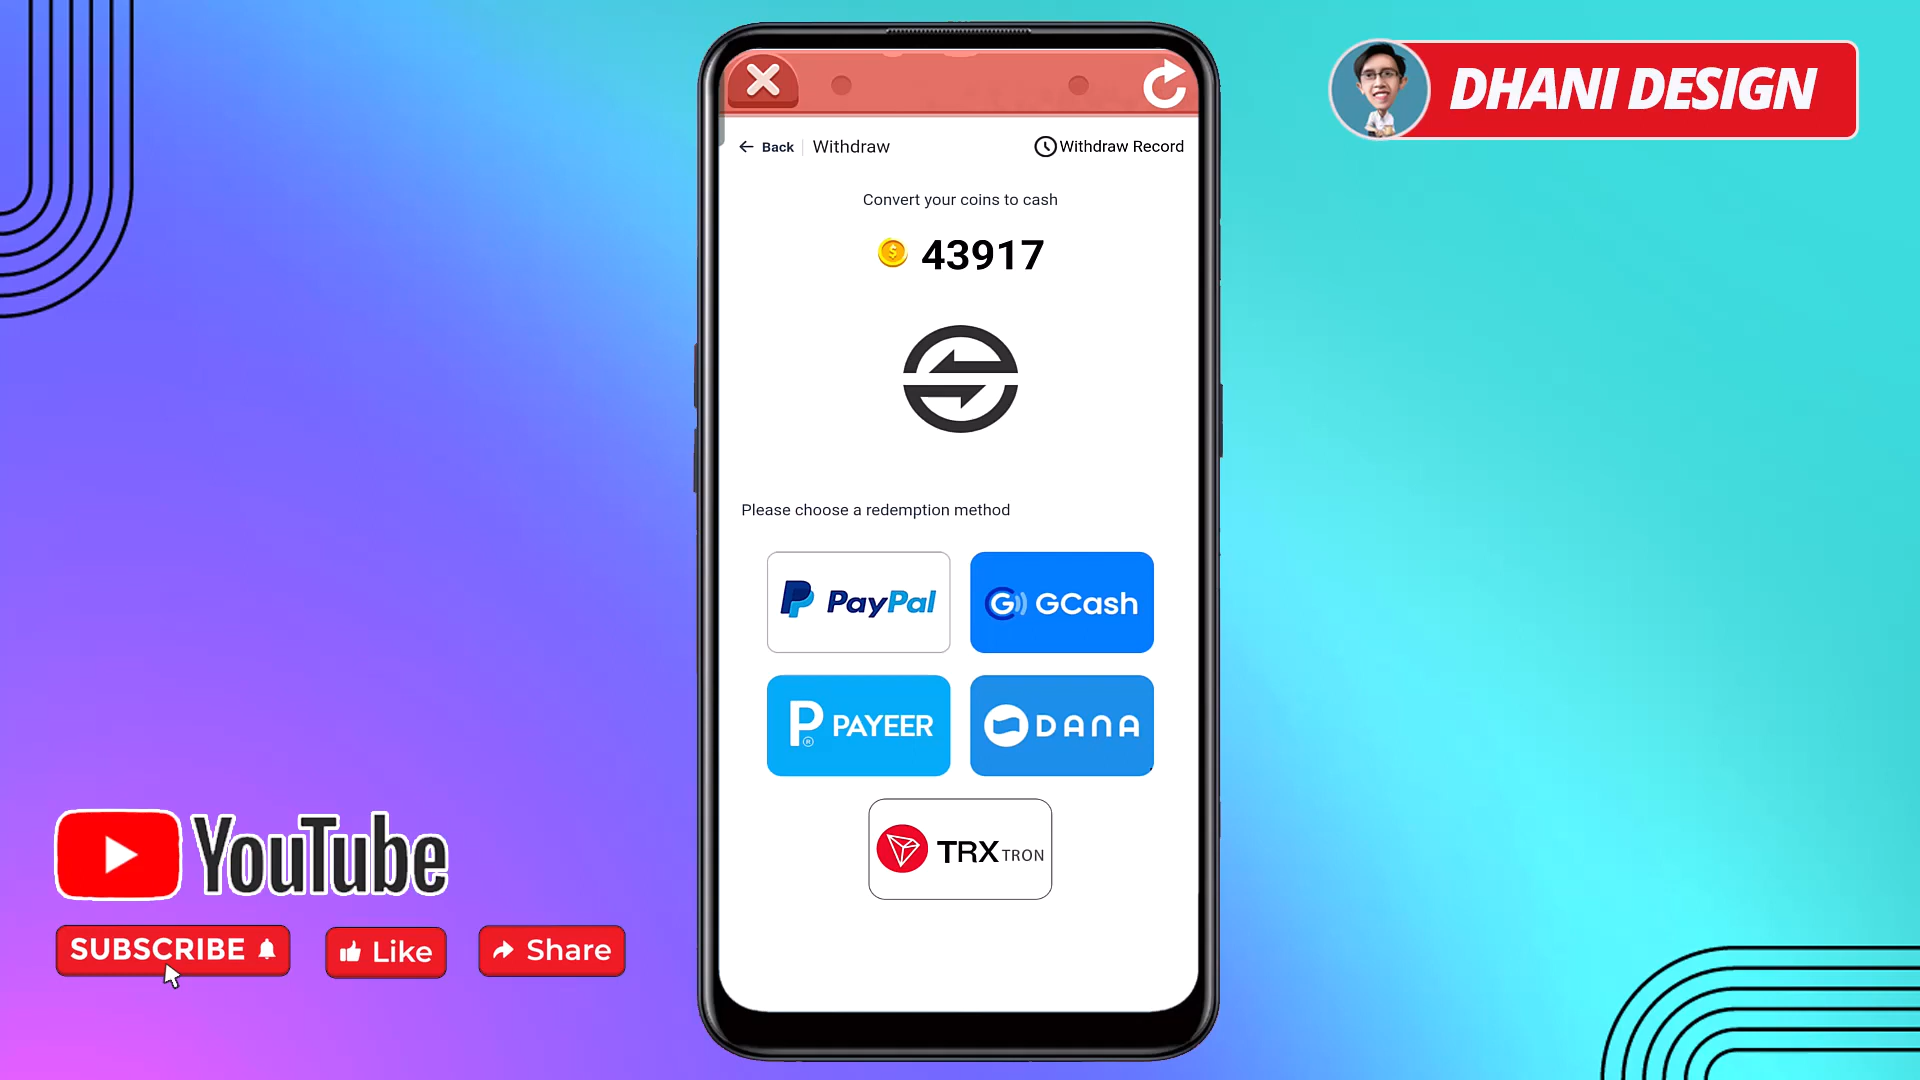 DHANI DESIGN
Back
Withdraw
Withdraw Record
Convert your coins to cash
$ 43917
Please choose a redemption method
PayPal
G GCash
P® PAYEER
DANA
TRX TRON
YouTube
SUBSCRIBE
Like
Share